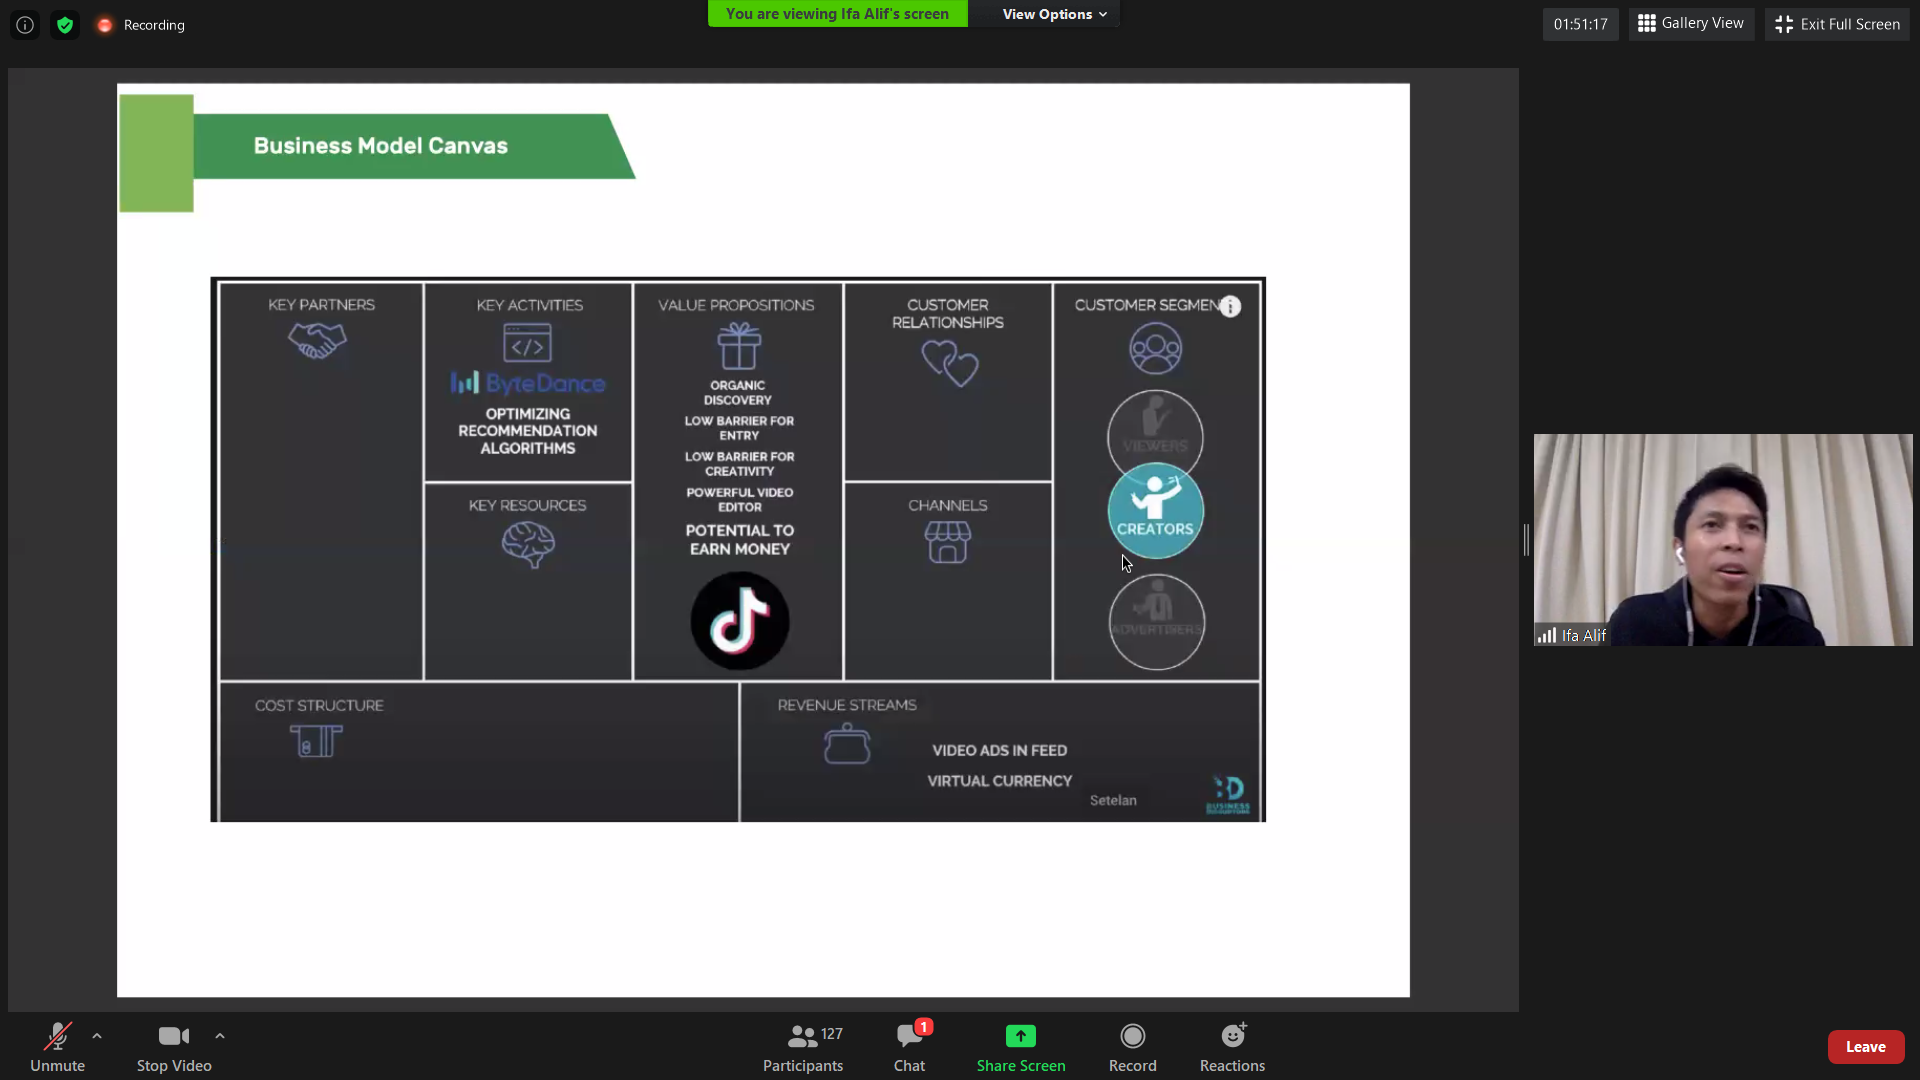 Recording
You are viewing Ifa Alif's screen
View Options
01:51:17
Gallery View
Exit Full Screen
Business Model Canvas
KEY PARTNERS
KEY ACTIVITIES
ByteDance
OPTIMIZING
RECOMMENDATION
ALGORITHMS
KEY RESOURCES
VALUE PROPOSITIONS
ORGANIC
DISCOVERY
LOW BARRIER FOR
ENTRY
LOW BARRIER FOR
CREATIVITY
POWERFUL VIDEO
EDITOR
POTENTIAL TO
EARN MONEY
CUSTOMER
RELATIONSHIPS
CHANNELS
CUSTOMER SEGMEN
VIEWERS
CREATORS
ADVERTISERS
COST STRUCTURE
REVENUE STREAMS
VIDEO ADS IN FEED
VIRTUAL CURRENCY
Setelan
BUSINESS
Ifa Alif
Unmute
Stop Video
127
Participants
1
Chat
Share Screen
Record
Reactions
Leave